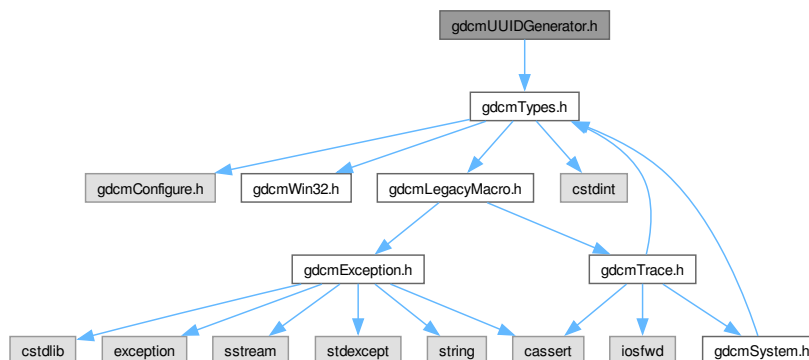 gdcmUUIDGenerator.h
gdcmTypes.h
gdcmConfigure.h
gdcmWin32.h
gdcmLegacyMacro.h
cstdint
gdcmException.h
gdcmTrace.h
cstdlib
exception
sstream
stdexcept
string
cassert
iosfwd
gdcmSystem.h